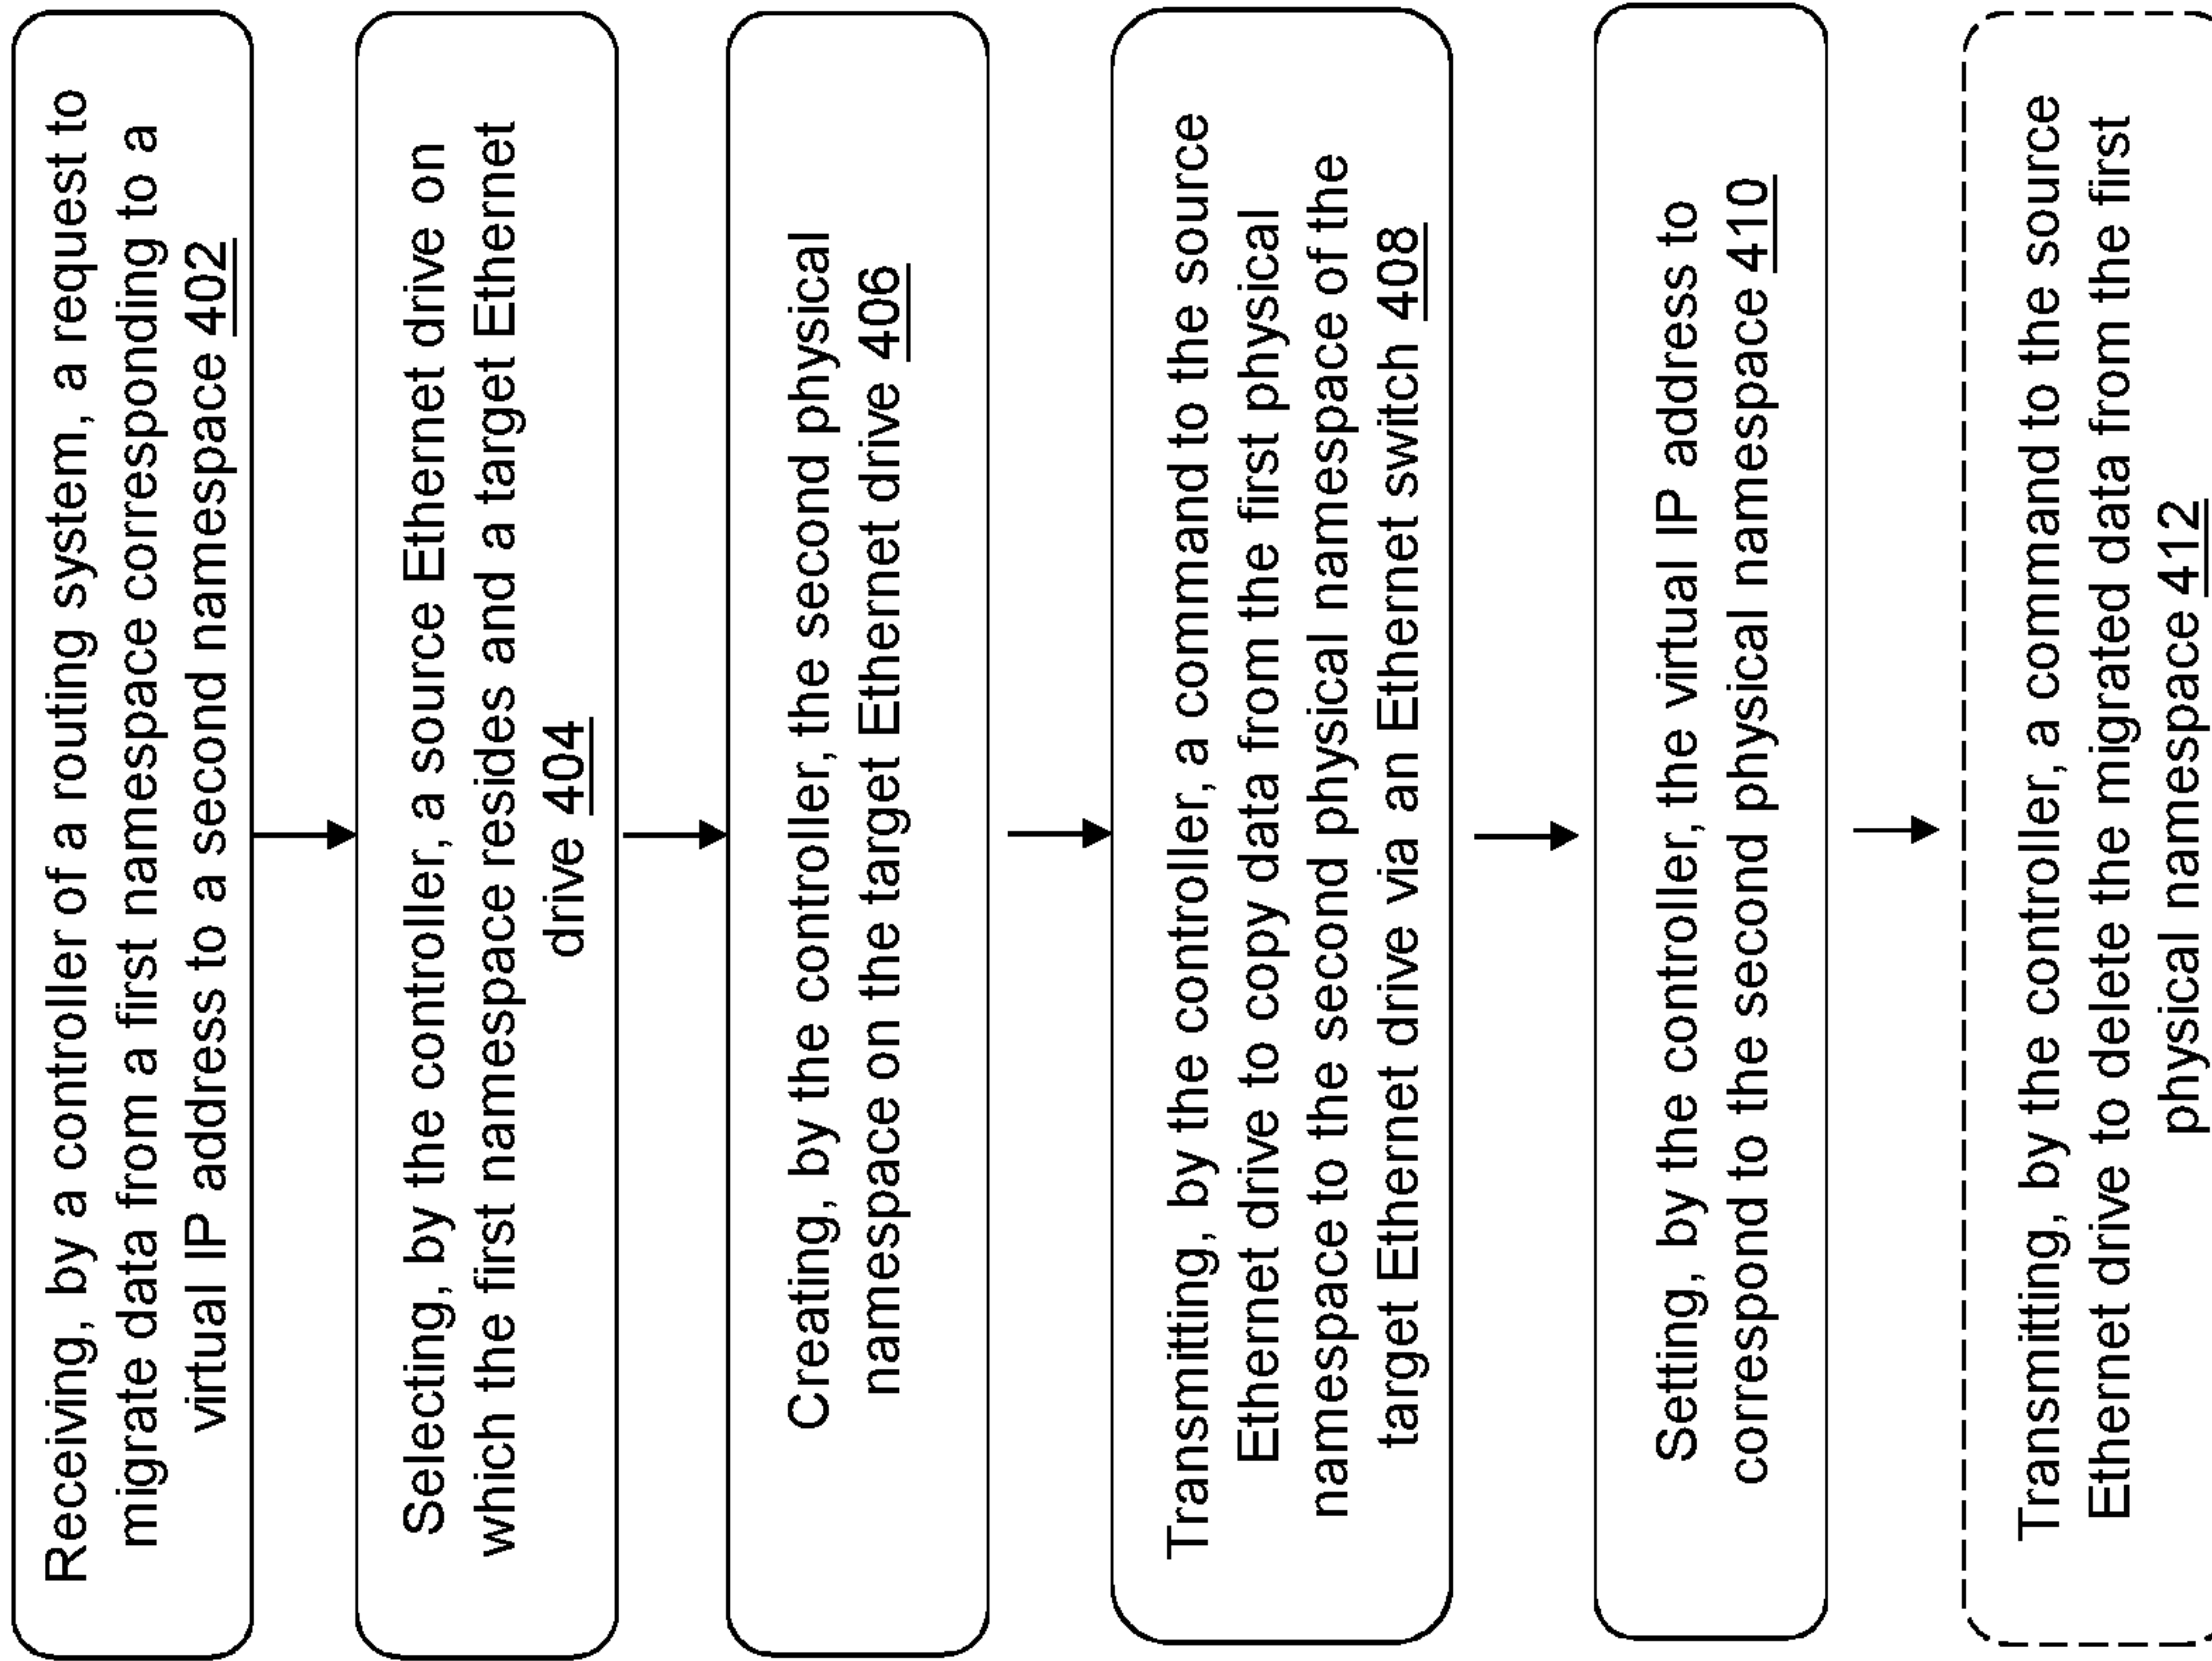 Receiving, by a controller of a routing system, a request to
migrate data from a first namespace corresponding to a
virtual IP address to a second namespace 402
Selecting, by the controller, a source Ethernet drive on
which the first namespace resides and a target Ethernet
drive 404
Creating, by the controller, the second physical
namespace on the target Ethernet drive 406
Transmitting, by the controller, a command to the source
Ethernet drive to copy data from the first physical
namespace to the second physical namespace of the
target Ethernet drive via an Ethernet switch 408
Setting, by the controller, the virtual IP address to
correspond to the second physical namespace 410
Transmitting, by the controller, a command to the source
Ethernet drive to delete the migrated data from the first
physical namespace 412